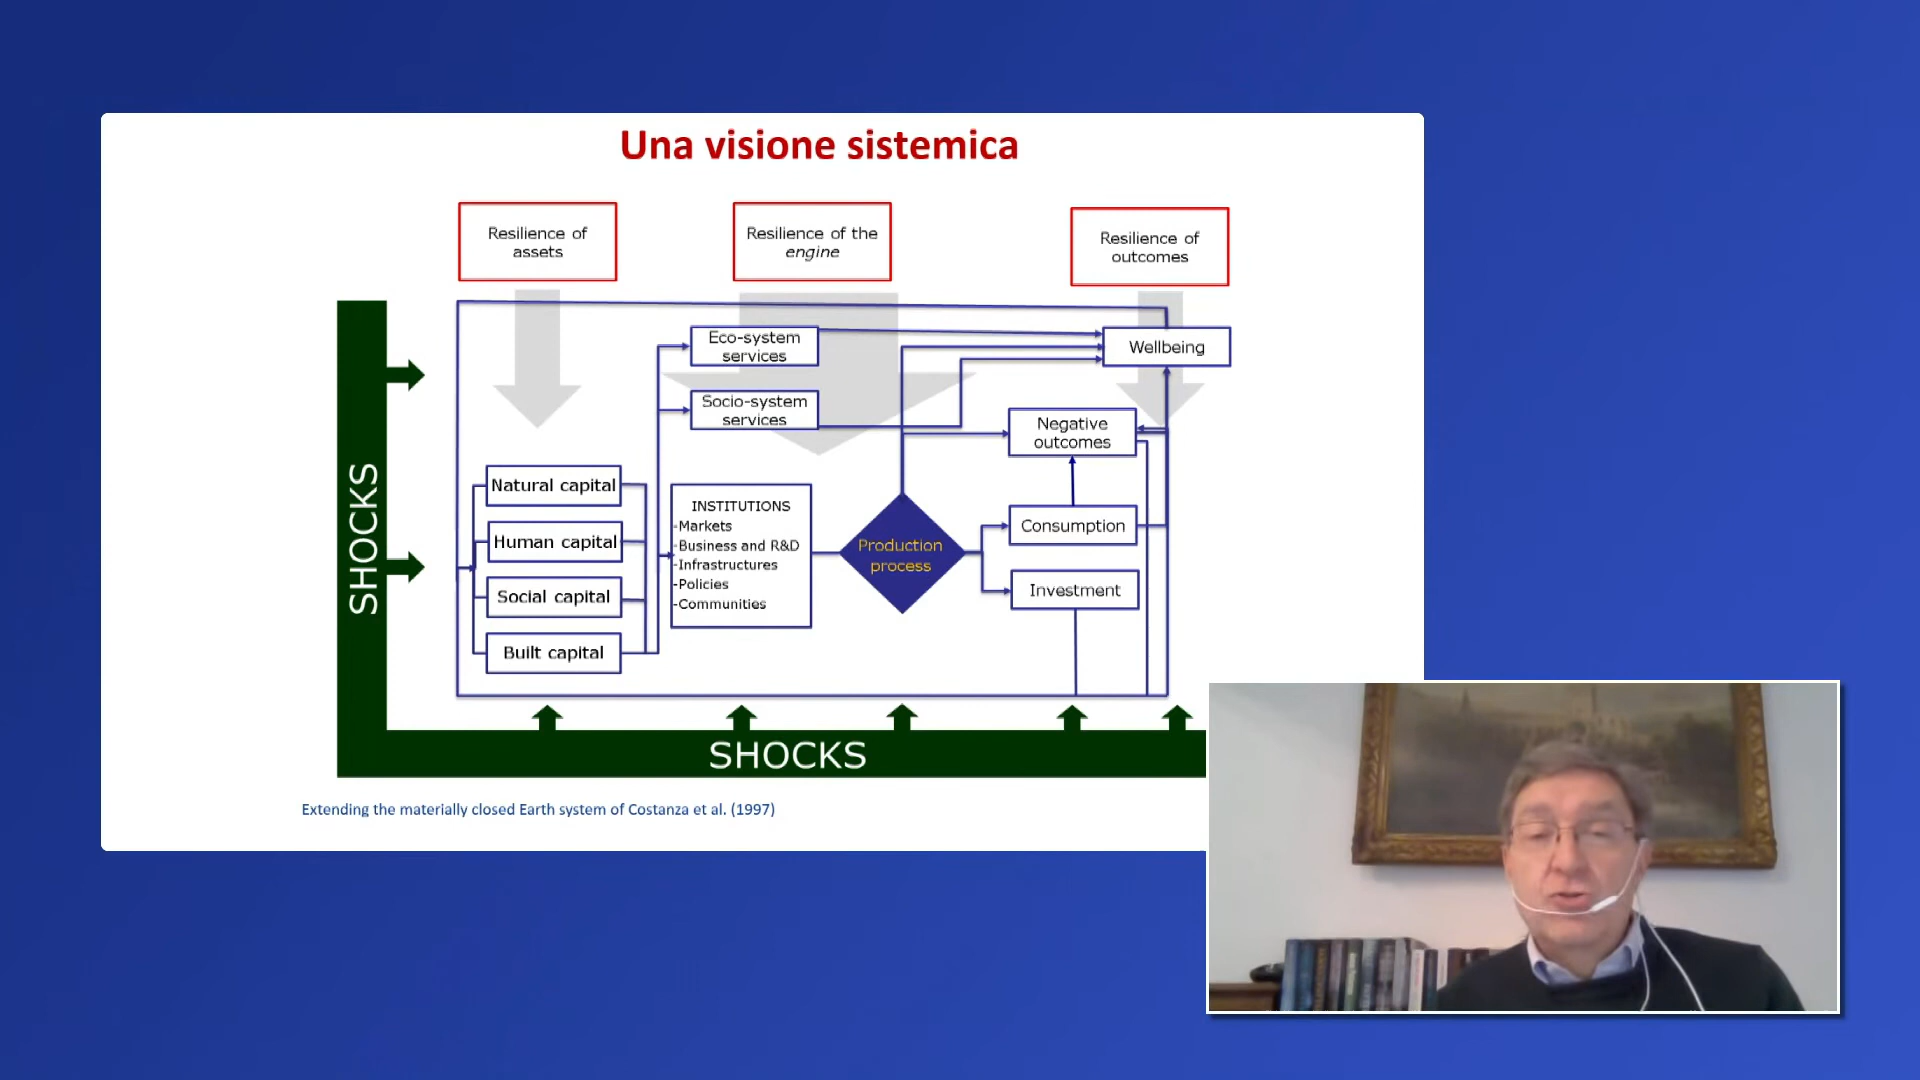 Una visione sistemica
Resilience of
assets
Resilience of the
engine
Resilience of
outcomes
Eco-system
services
Wellbeing
Socio-system
services
Negative
outcomes
SHOCKS
Natural capital
Human capital
Social capital
Built capital
INSTITUTIONS
-Markets
-Business and R&D
-Infrastructures
-Policies
-Communities
Production
process
Consumption
Investment
SHOCKS
Extending the materially closed Earth system of Costanza et al. (1997)